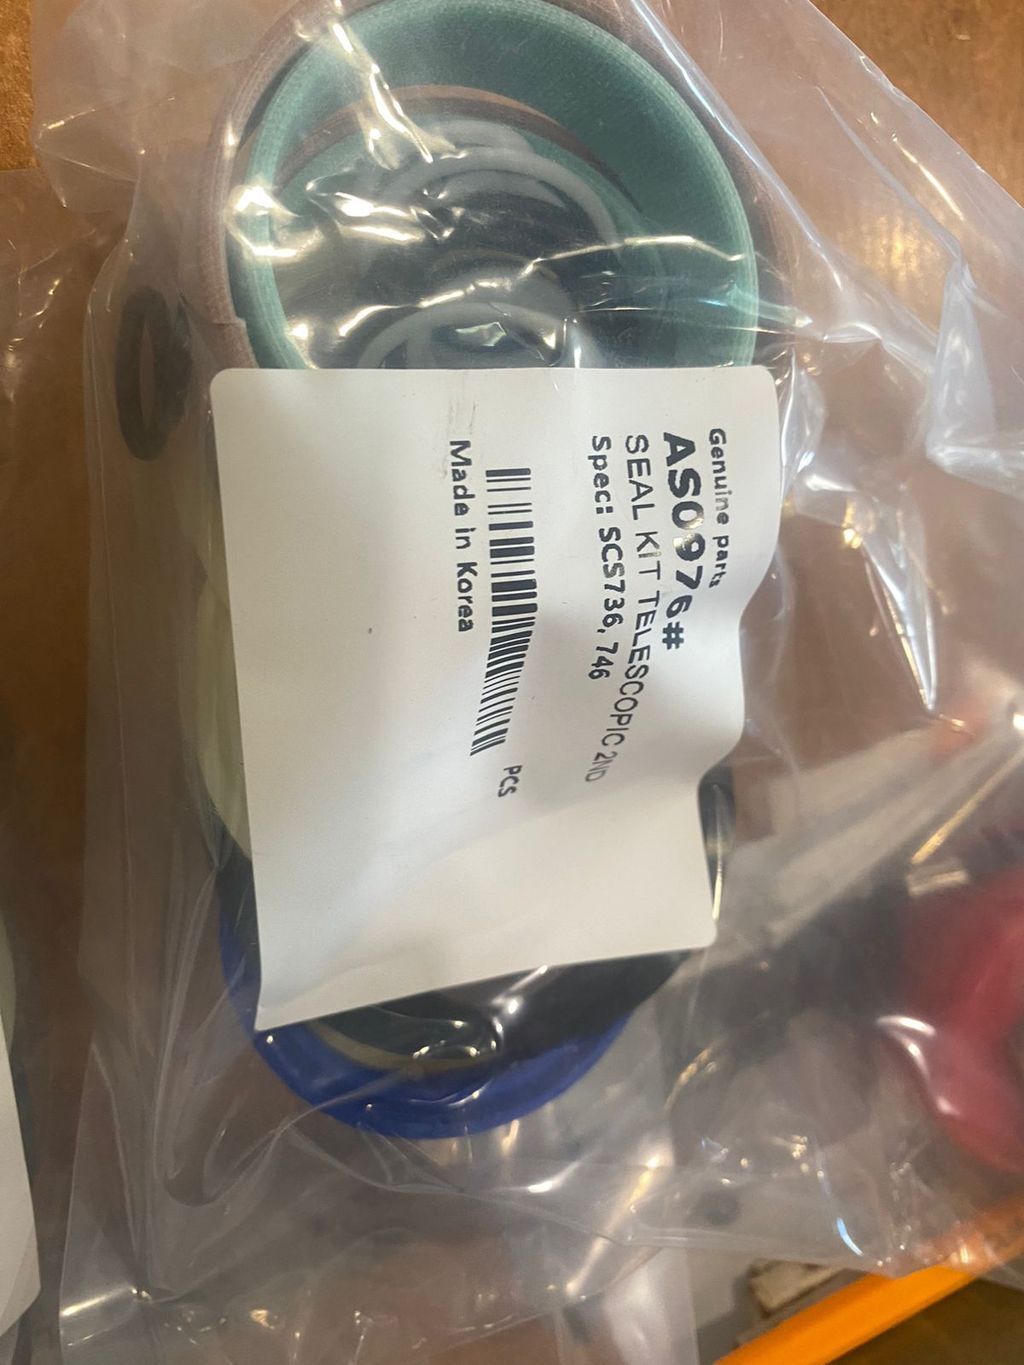 Genuine parts
AS0976#
SEAL KIT TELESCOPIC 2ND
Spec: SCS736, 746
PCS
Made in Korea